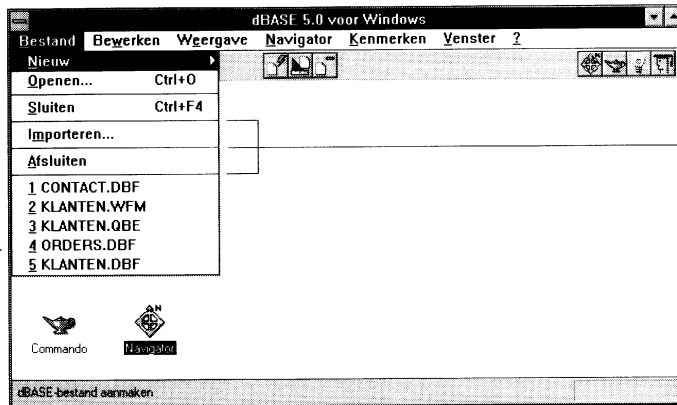 dBASE 5.0 voor Windows
Bestand Bewerken Weergave Navigator Kenmerken Venster ?
Nieuw
Openen... Ctrl+O
Sluiten Ctrl+F4
Importeren...
Afsluiten
1 CONTACT.DBF
2 KLANTEN.WFM
3 KLANTEN.QBE
4 ORDERS.DBF
5 KLANTEN.DBF
Commando Navigator
dBASE-bestand aanmaken